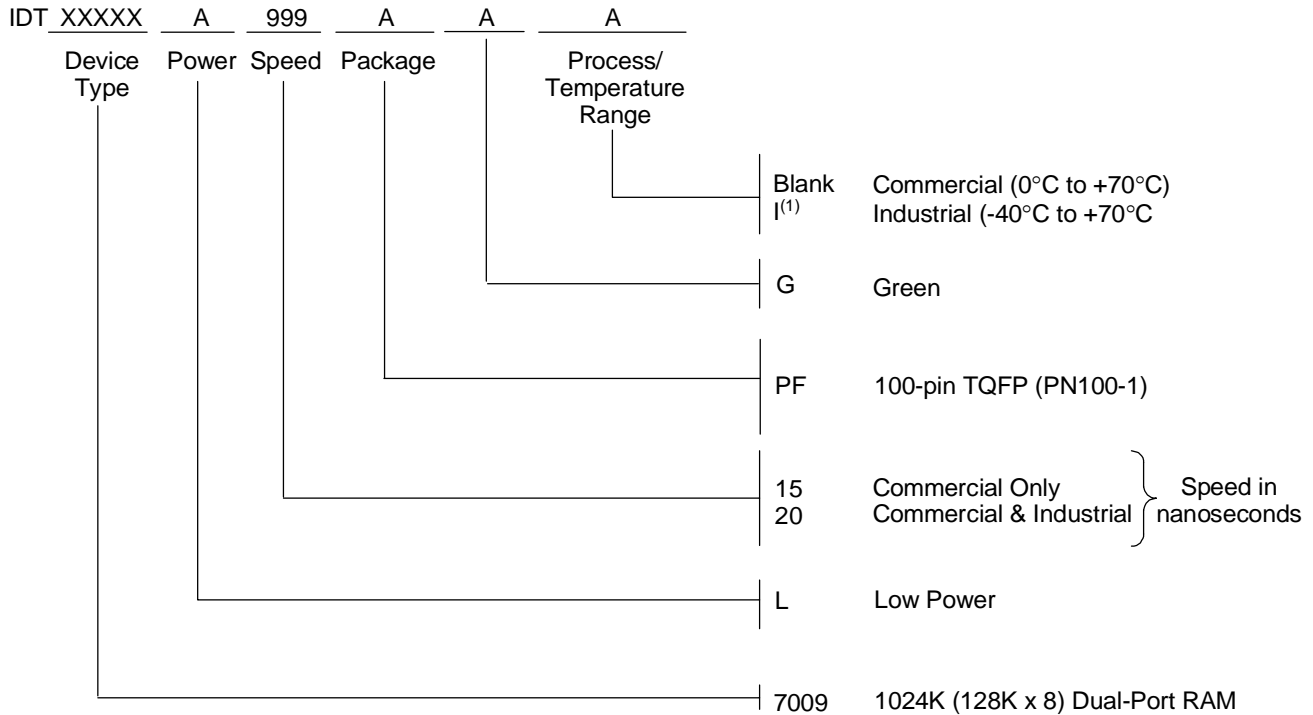 IDT XXXXX A 999 A A A
Device Type Power Speed Package Process/ Temperature Range
Blank Commercial (0°C to +70°C)
I(1) Industrial (-40°C to +70°C
G Green
PF 100-pin TQFP (PN100-1)
15 Commercial Only
20 Commercial & Industrial
Speed in
nanoseconds
L Low Power
7009 1024K (128K x 8) Dual-Port RAM